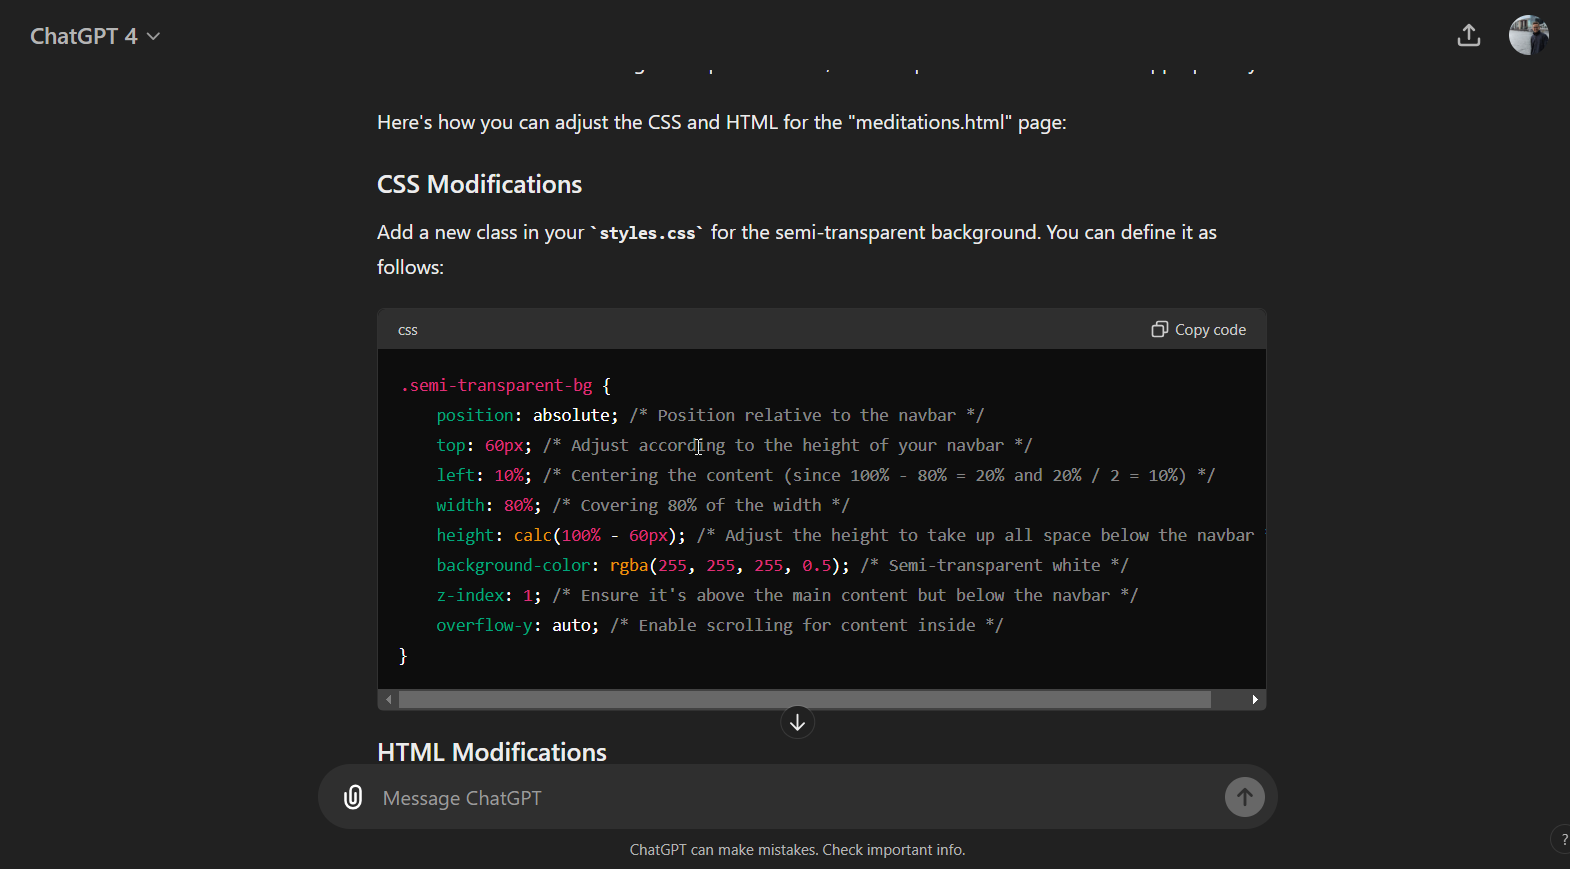 ChatGPT 4
Here's how you can adjust the CSS and HTML for the "meditations.html" page:
CSS Modifications
Add a new class in your `styles.css` for the semi-transparent background. You can define it as
follows:
css
Copy code
.semi-transparent-bg {
    position: absolute; /* Position relative to the navbar */
    top: 60px; /* Adjust according to the height of your navbar */
    left: 10%; /* Centering the content (since 100% - 80% = 20% and 20% / 2 = 10%) */
    width: 80%; /* Covering 80% of the width */
    height: calc(100% - 60px); /* Adjust the height to take up all space below the navbar
    background-color: rgba(255, 255, 255, 0.5); /* Semi-transparent white */
    z-index: 1; /* Ensure it's above the main content but below the navbar */
    overflow-y: auto; /* Enable scrolling for content inside */
}
HTML Modifications
Message ChatGPT
ChatGPT can make mistakes. Check important info.
?